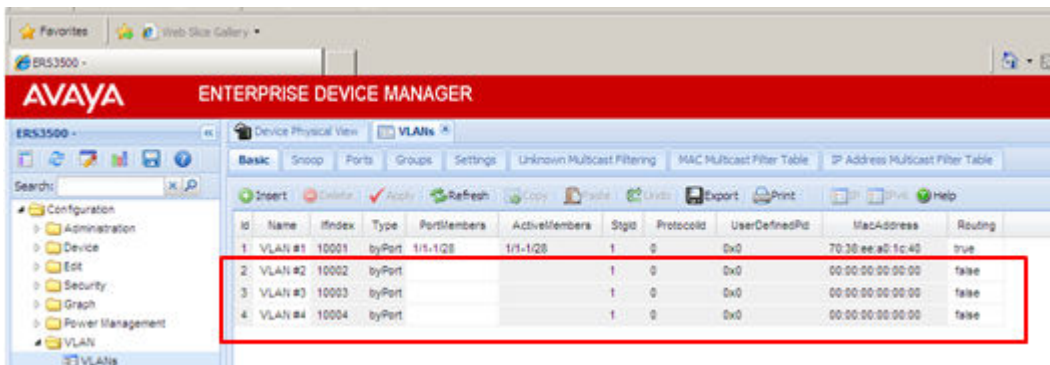 Favorites Web Slice Gallery
ERS3500 -
AVAYA ENTERPRISE DEVICE MANAGER
ERS3500 - Device Physical View VLANs
Basic Snoop Ports Groups Settings Unknown Multicast Filtering MAC Multicast Filter Table IP Address Multicast Filter Table
Search:
Insert Delete Apply Refresh Copy Paste Undo Export Print IP IPv6 Help
Id Name IfIndex Type PortMembers ActiveMembers StgId ProtocolId UserDefinedPid MacAddress Routing
1 VLAN #1 10001 byPort 1/1-1/28 1/1-1/28 1 0 0x0 70:38:ee:a0:1c:40 true
2 VLAN #2 10002 byPort 1 0 0x0 00:00:00:00:00:00 false
3 VLAN #3 10003 byPort 1 0 0x0 00:00:00:00:00:00 false
4 VLAN #4 10004 byPort 1 0 0x0 00:00:00:00:00:00 false
Configuration
Administration
Device
Edit
Security
Graph
Power Management
VLAN
VLANs